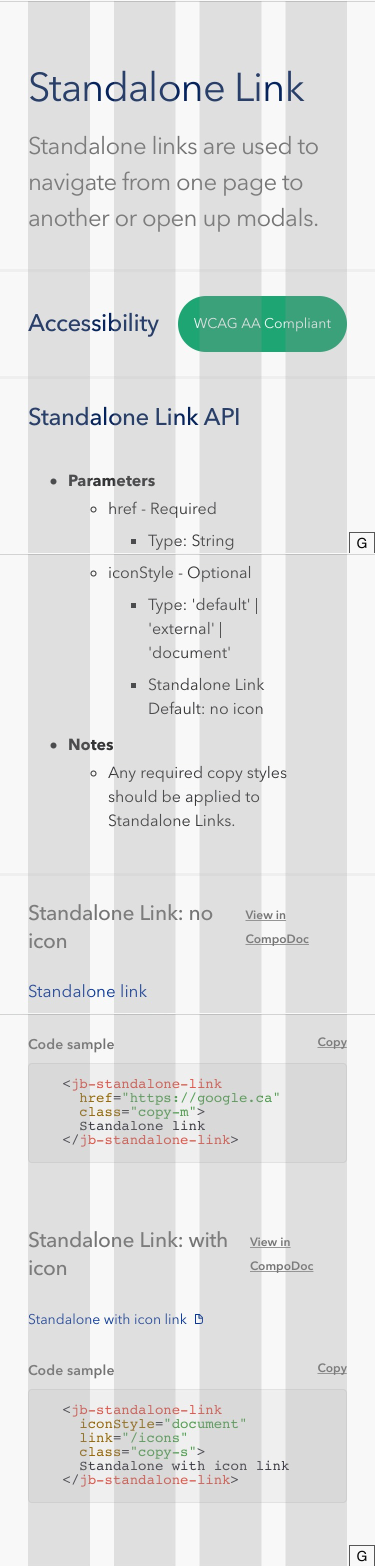 Standalone Link
Standalone links are used to
navigate from one page to
another or open up modals.
Accessibility
WCAG AA Compliant
Standalone Link API
Parameters
href - Required
Type: String
G
iconStyle - Optional
Type: 'default' |
'external' |
'document'
Standalone Link
Default: no icon
Notes
Any required copy styles
should be applied to
Standalone Links.
Standalone Link: no
icon
View in
CompoDoc
Standalone link
Code sample
Copy
<jb-standalone-link
href="https://google.ca"
class="copy-m">
Standalone link
</jb-standalone-link>
Standalone Link: with
icon
View in
CompoDoc
Standalone with icon link
Code sample
Copy
<jb-standalone-link
iconStyle="document"
link="/icons"
class="copy-s">
Standalone with icon link
</jb-standalone-link>
G